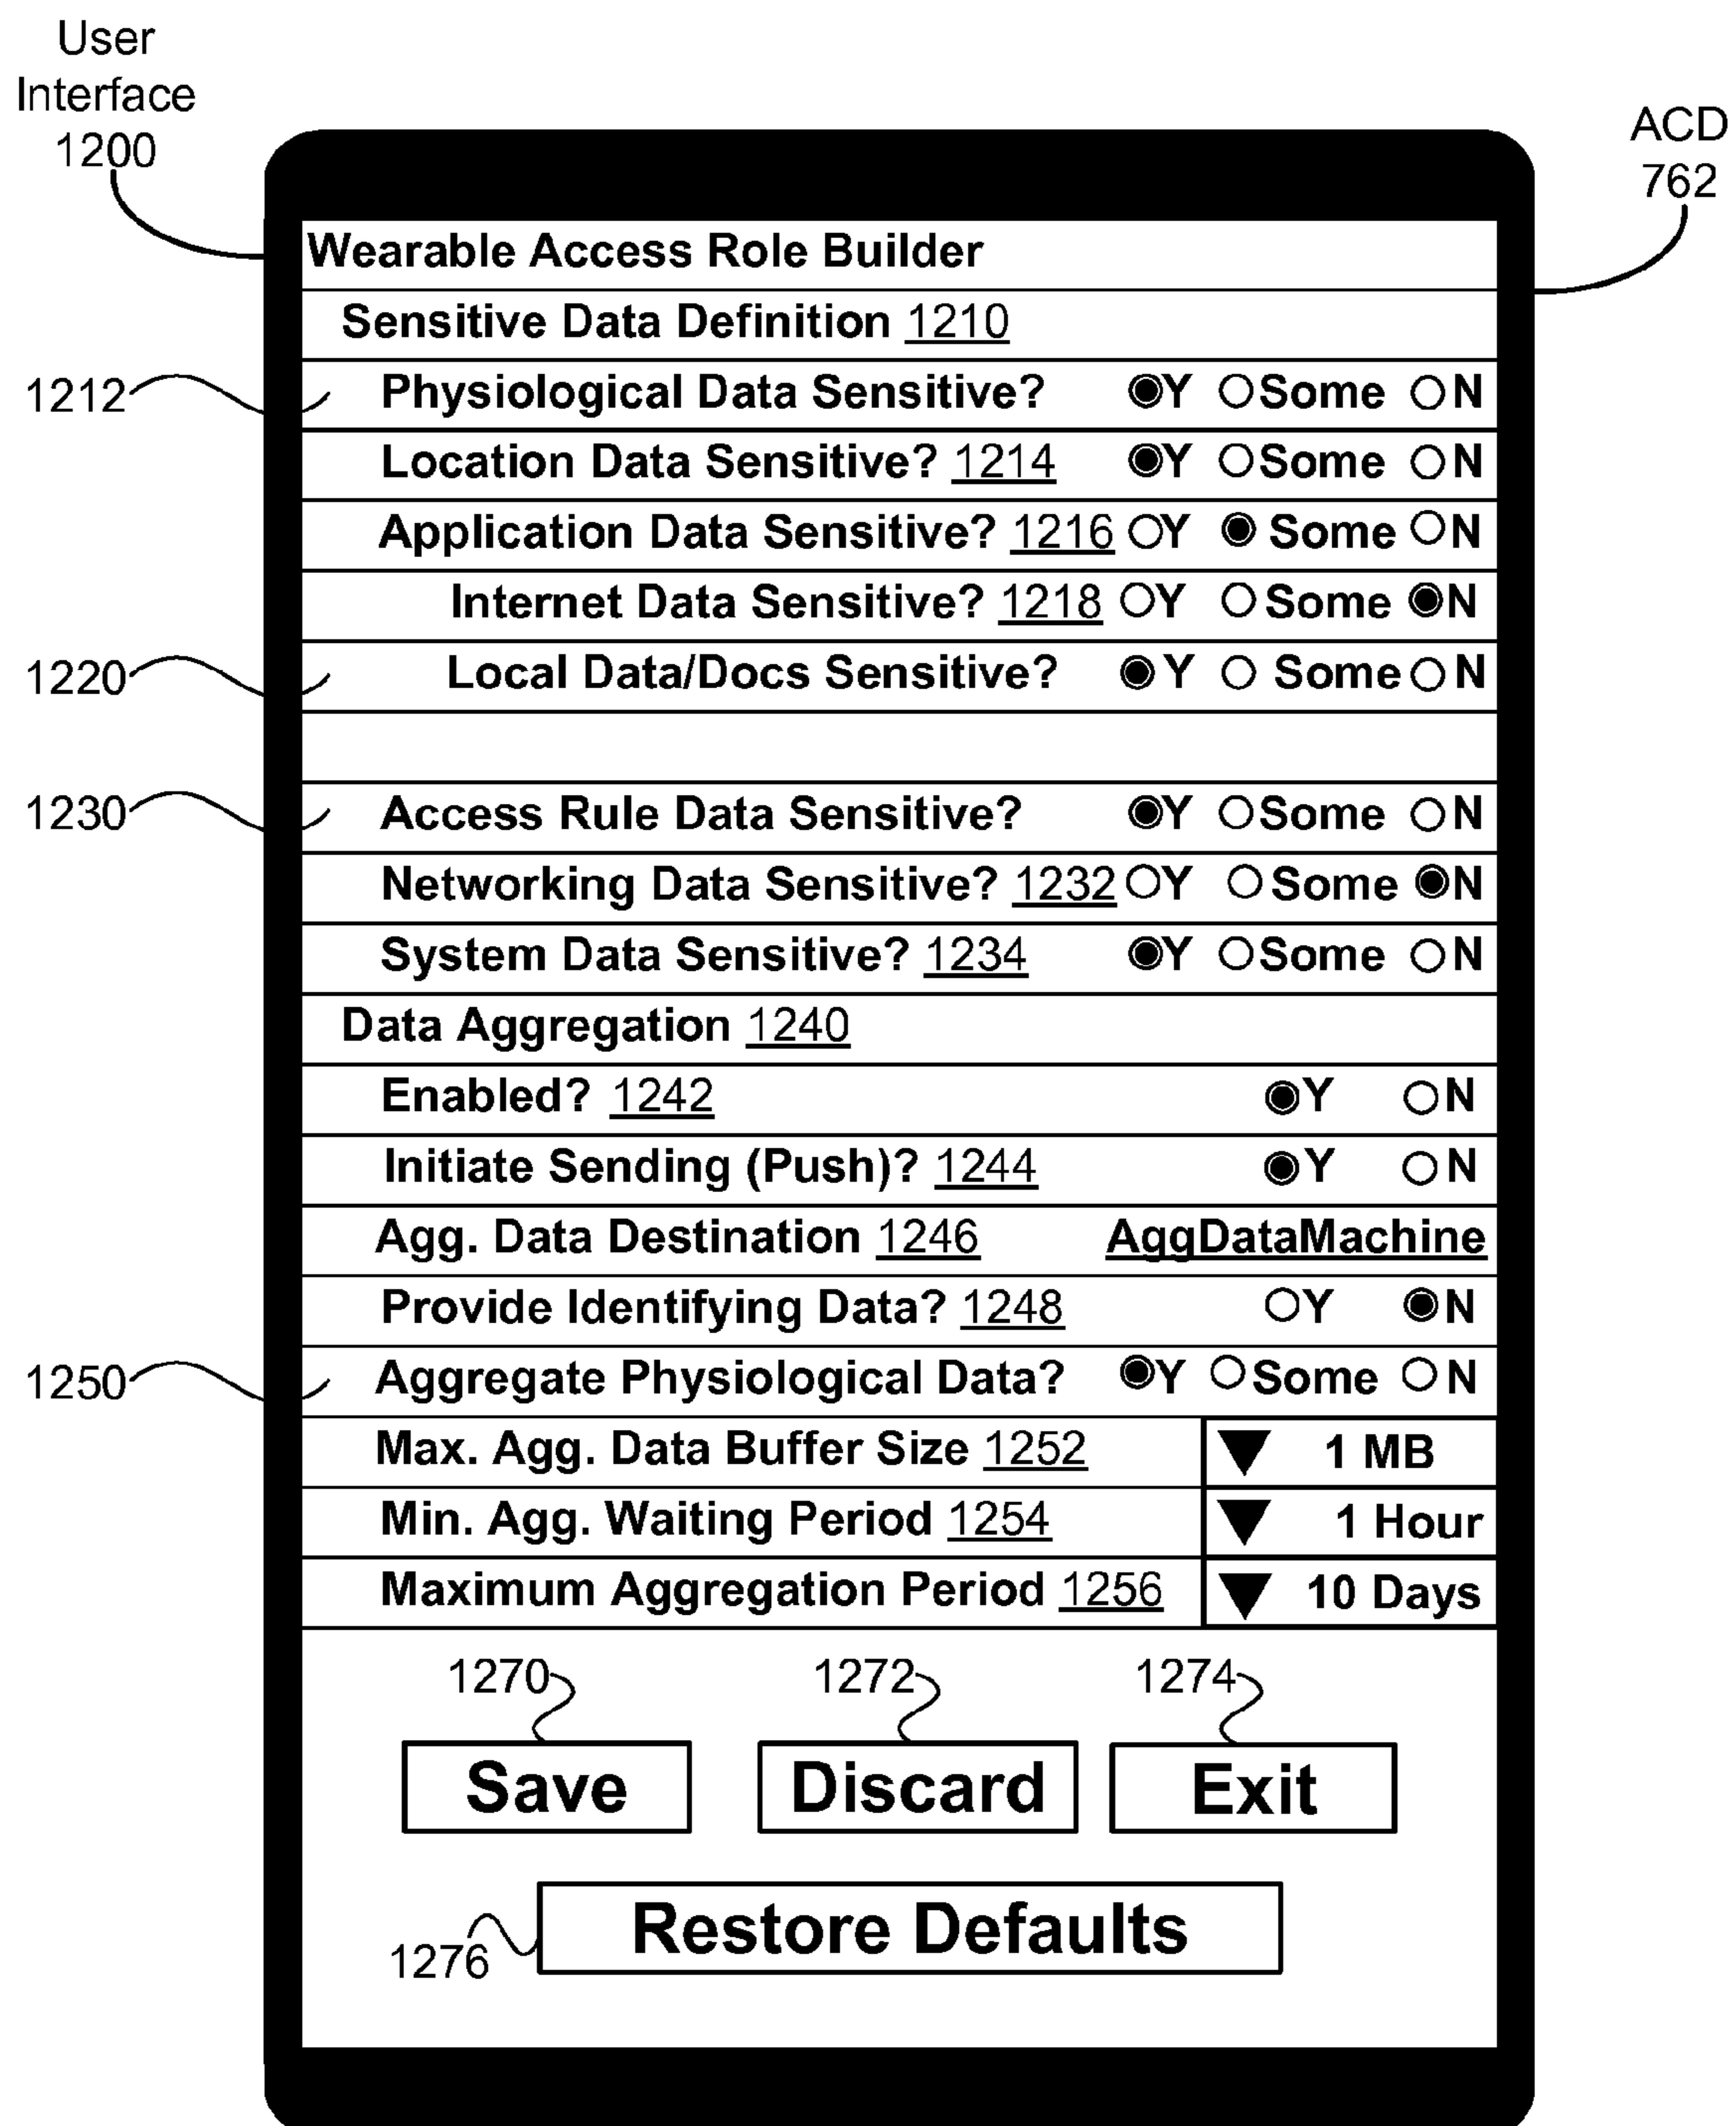 User
Interface
1200
ACD
762
Wearable Access Role Builder
Sensitive Data Definition 1210
1212 Physiological Data Sensitive? Y Some N
Location Data Sensitive? 1214 Y Some N
Application Data Sensitive? 1216 Y Some N
Internet Data Sensitive? 1218 Y Some N
1220 Local Data/Docs Sensitive? Y Some N
1230 Access Rule Data Sensitive? Y Some N
Networking Data Sensitive? 1232 Y Some N
System Data Sensitive? 1234 Y Some N
Data Aggregation 1240
Enabled? 1242 Y N
Initiate Sending (Push)? 1244 Y N
Agg. Data Destination 1246 AggDataMachine
Provide Identifying Data? 1248 Y N
1250 Aggregate Physiological Data? Y Some N
Max. Agg. Data Buffer Size 1252 1 MB
Min. Agg. Waiting Period 1254 1 Hour
Maximum Aggregation Period 1256 10 Days
1270 1272 1274
Save Discard Exit
Restore Defaults
1276